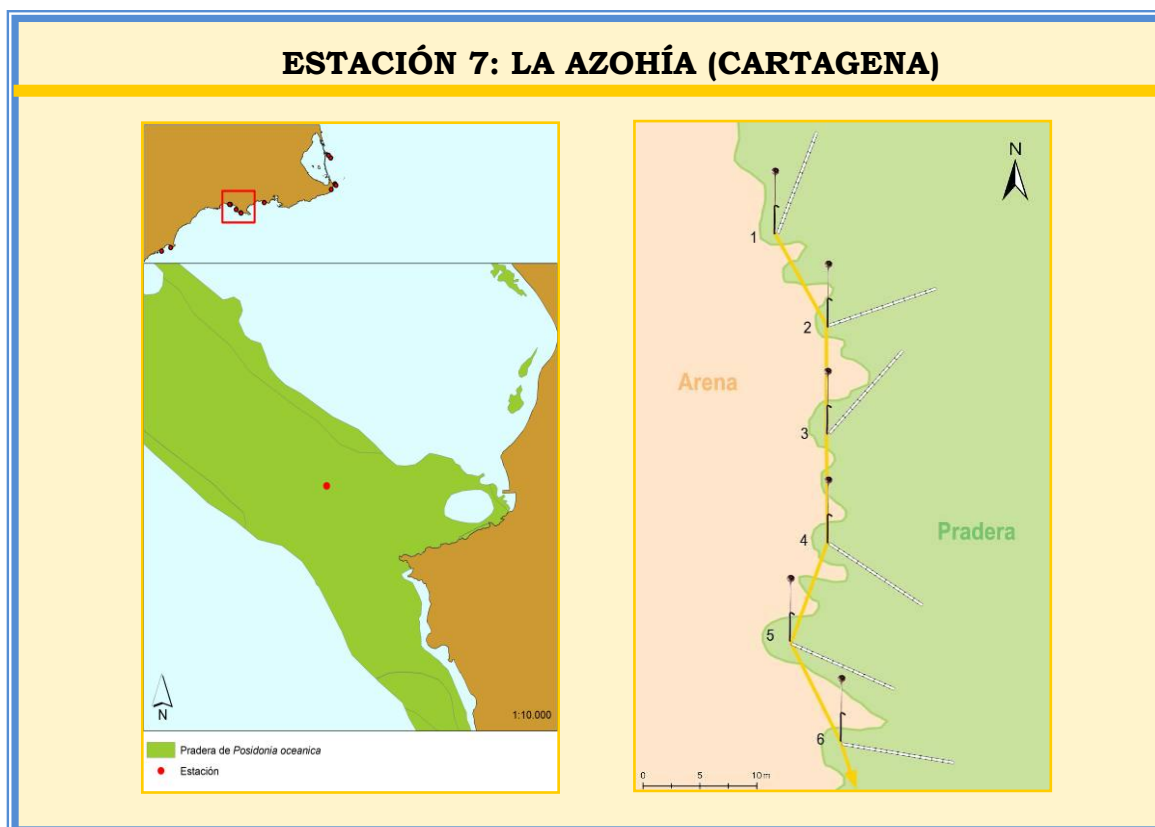 ESTACIÓN 7: LA AZOHÍA (CARTAGENA)
N
1:10.000
Pradera de Posidonia oceanica
Estación
N
1
2
Arena
3
4
Pradera
5
6
0 5 10m